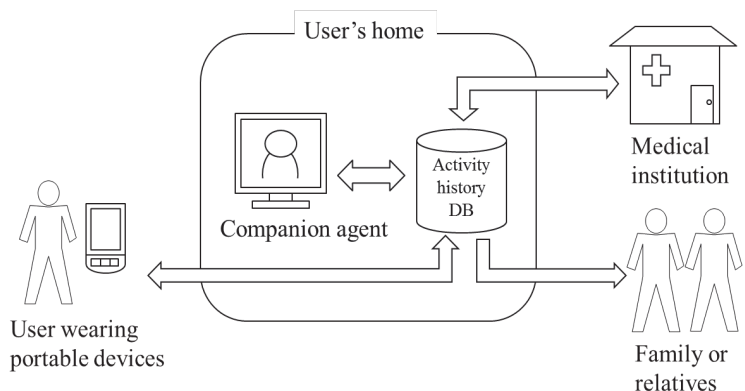 User's home
Medical
institution
Activity
history
DB
Companion agent
User wearing
portable devices
Family or
relatives